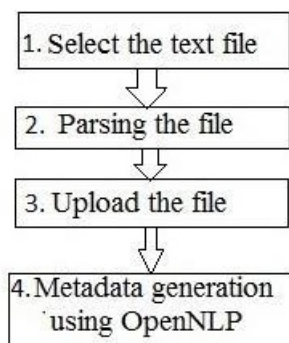 1. Select the text file
2. Parsing the file
3. Upload the file
4. Metadata generation
using OpenNLP